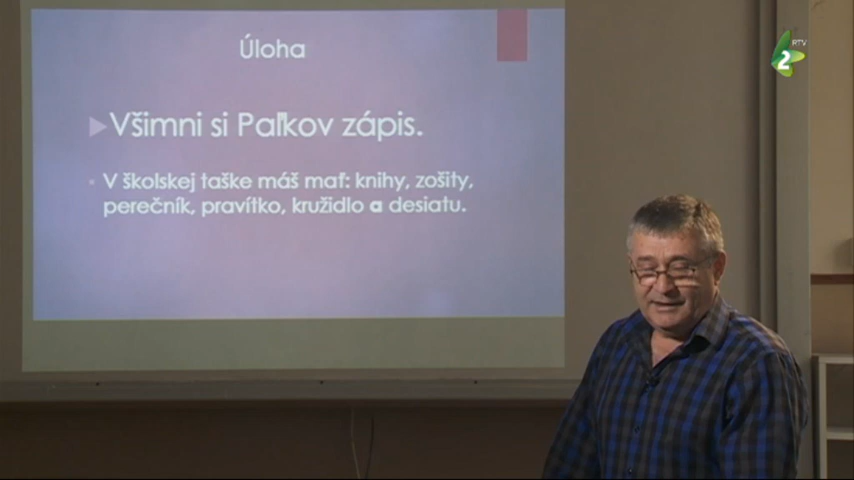 Úloha
Všimni si Paľkov zápis.
V školskej taške máš mať: knihy, zošity,
perečník, pravítko, kružidlo a desiatu.
RTV
2